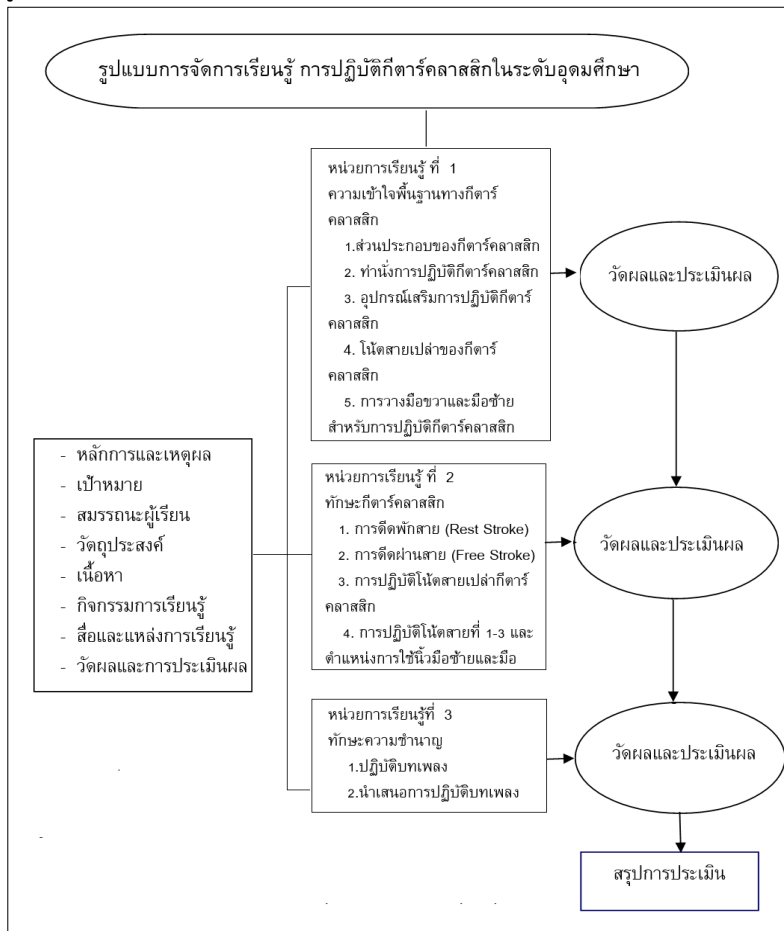 รูปแบบการจัดการเรียนรู้ การปฏิบัติกีตาร์คลาสสิกในระดับอุดมศึกษา
หน่วยการเรียนรู้ ที่ 1
ความเข้าใจพื้นฐานทางกีตาร์
คลาสสิก
1.ส่วนประกอบของกีตาร์คลาสสิก
2. ท่านั่งการปฏิบัติกีตาร์คลาสสิก
3. อุปกรณ์เสริมการปฏิบัติกีตาร์
คลาสสิก
4. โน้ตสายเปล่าของกีตาร์
คลาสสิก
5. การวางมือขวาและมือซ้าย
สำหรับการปฏิบัติกีตาร์คลาสสิก
วัดผลและประเมินผล
- หลักการและเหตุผล
- เป้าหมาย
- สมรรถนะผู้เรียน
- วัตถุประสงค์
- เนื้อหา
- กิจกรรมการเรียนรู้
- สื่อและแหล่งการเรียนรู้
- วัดผลและการประเมินผล
หน่วยการเรียนรู้ ที่ 2
ทักษะกีตาร์คลาสสิก
1. การดีดพักสาย (Rest Stroke)
2. การดีดผ่านสาย (Free Stroke)
3. การปฏิบัติโน้ตสายเปล่ากีตาร์
คลาสสิก
4. การปฏิบัติโน้ตสายที่ 1-3 และ
ตำแหน่งการใช้นิ้วมือซ้ายและมือ
วัดผลและประเมินผล
หน่วยการเรียนรู้ที่ 3
ทักษะความชำนาญ
1.ปฏิบัติบทเพลง
2.นำเสนอการปฏิบัติบทเพลง
วัดผลและประเมินผล
สรุปการประเมิน